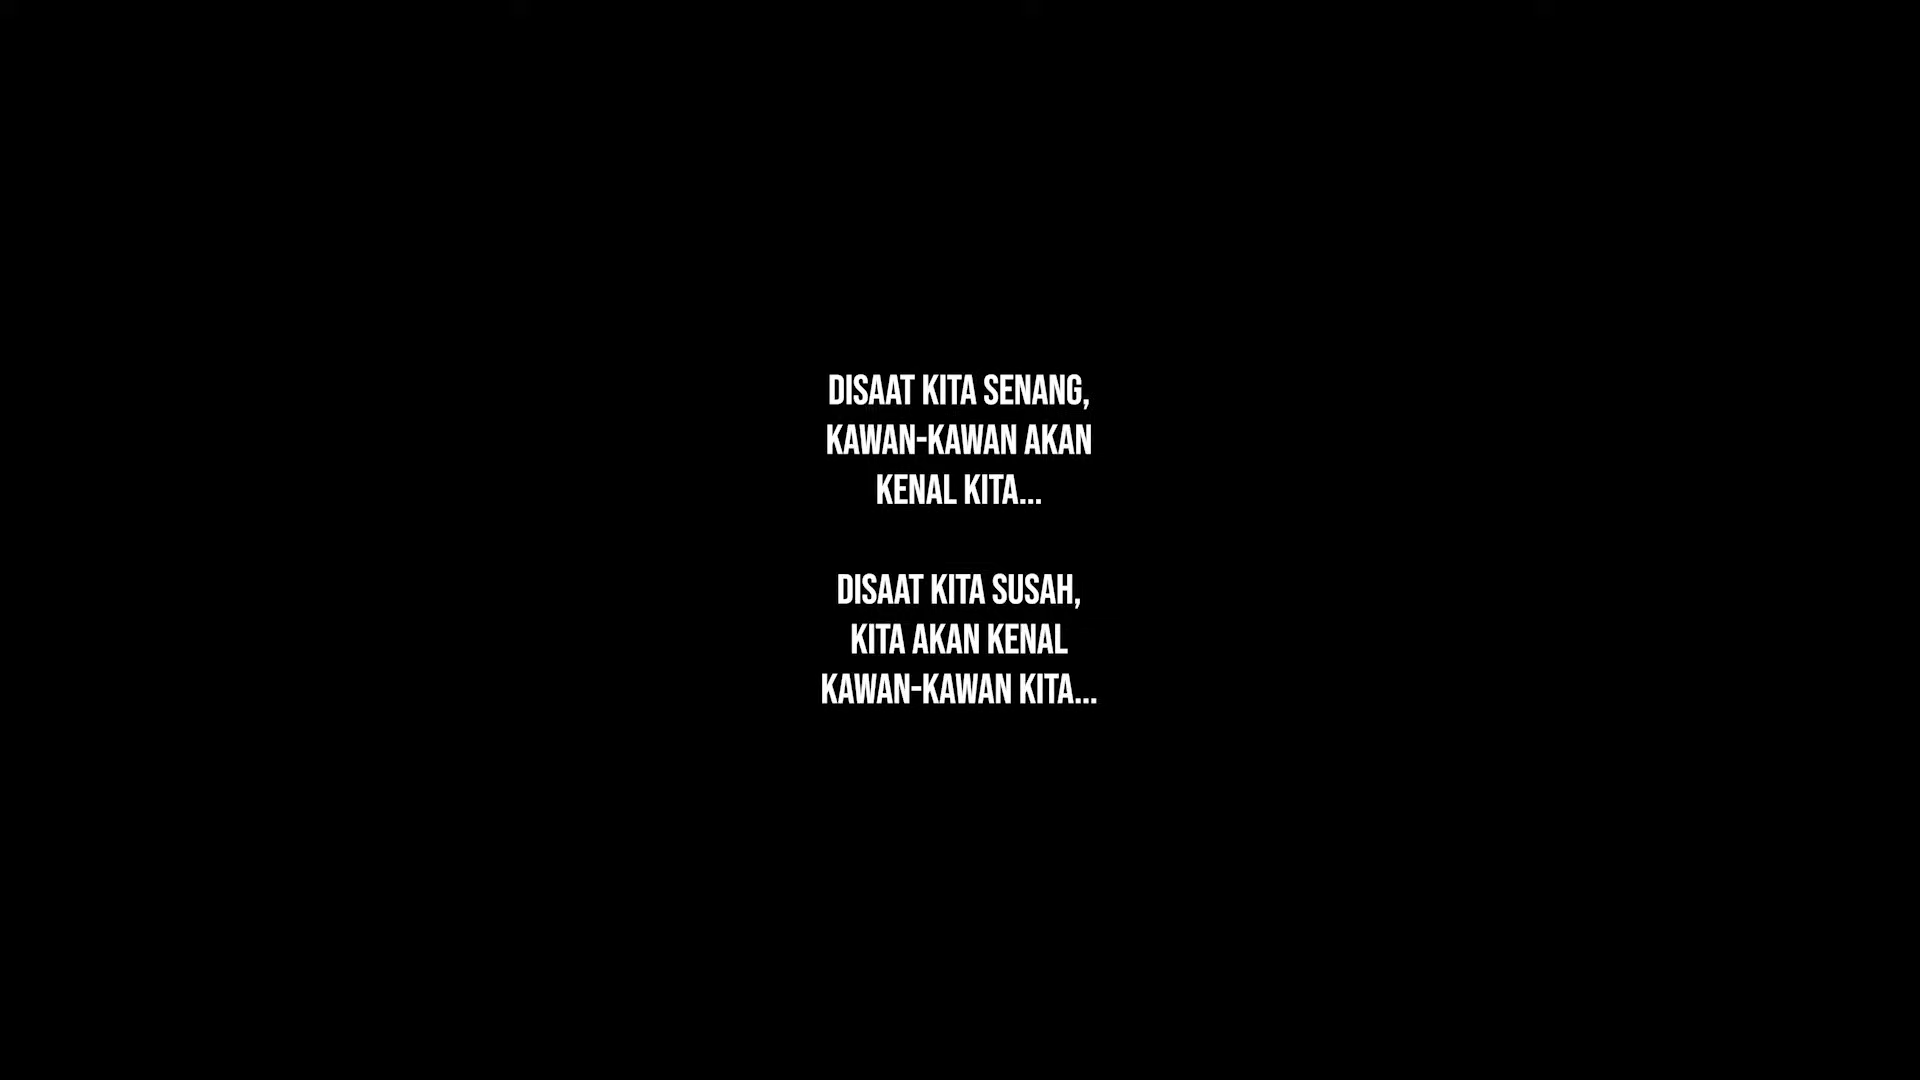 DISAAT KITA SENANG,
KAWAN-KAWAN AKAN
KENAL KITA...
DISAAT KITA SUSAH,
KITA AKAN KENAL
KAWAN-KAWAN KITA...